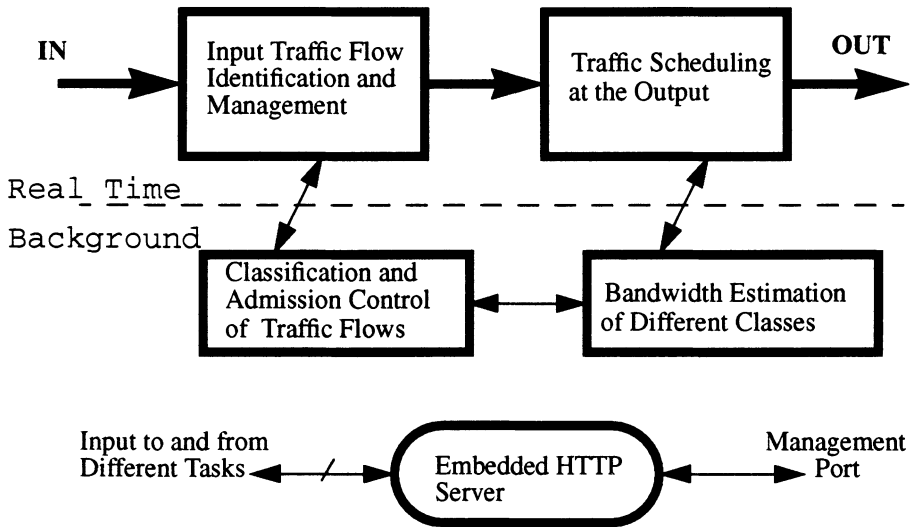 IN
Input Traffic Flow
Identification and
Management
Traffic Scheduling
at the Output
OUT
Real Time
Background
Classification and
Admission Control
of Traffic Flows
Bandwidth Estimation
of Different Classes
Input to and from
Different Tasks
Embedded HTTP
Server
Management
Port